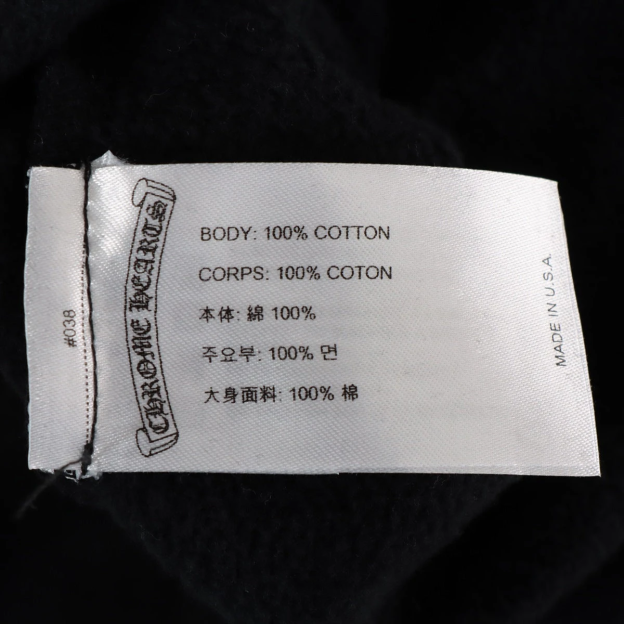 #038
CHROME HEARTS
BODY: 100% COTTON
CORPS: 100% COTON
本体: 綿 100%
주요부: 100% 면
大身面料: 100% 棉
MADE IN U.S.A.